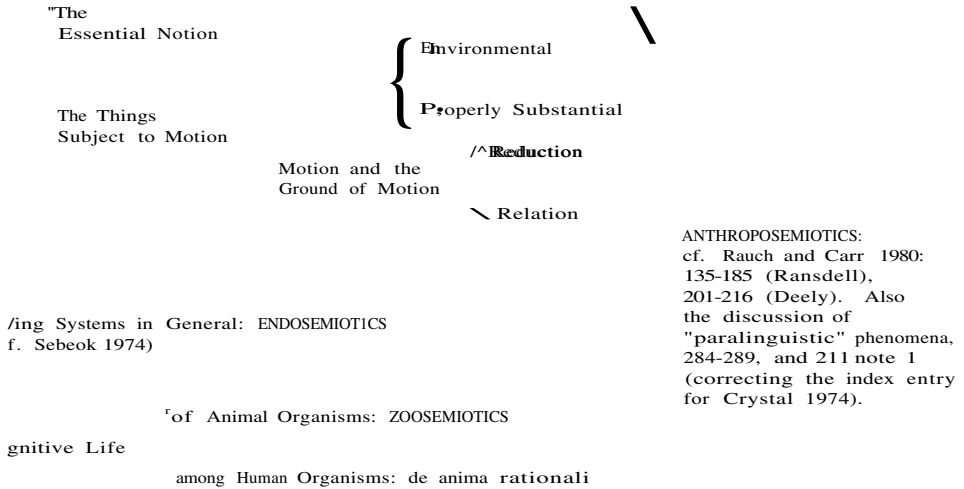 "The
Essential Notion
Environmental
Properly Substantial
The Things
Subject to Motion
Reduction
Motion and the
Ground of Motion
Relation
ANTHROPOSEMIOTICS:
cf. Rauch and Carr 1980:
135-185 (Ransdell),
201-216 (Deely). Also
the discussion of
"paralinguistic" phenomena,
284-289, and 211 note 1
(correcting the index entry
for Crystal 1974).
/ing Systems in General: ENDOSEMIOT1CS
f. Sebeok 1974)
rof Animal Organisms: ZOOSEMIOTICS
gnitive Life
among Human Organisms: de anima rationali